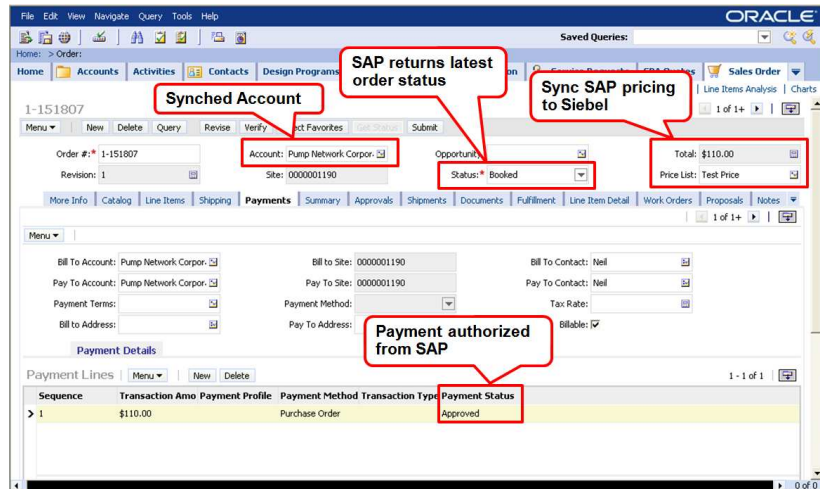 File Edit View Navigate Query Tools Help
ORACLE
Saved Queries:
Home: > Order:
Home Accounts Activities Contacts Design Programs Quotes Sales Order
SAP returns latest
order status
Sync SAP pricing
to Siebel
Synched Account
Line Items Analysis | Charts
1-151807
1 of 1+
Menu New Delete Query Revise Verify Favorites Get Status Submit
Order #:* 1-151807 Account: Pump Network Corpor. Opportunity Total: $110.00
Revision: 1 Site: 0000001190 Status:* Booked Price List: Test Price
More Info Catalog Line Items Shipping Payments Summary Approvals Shipments Documents Fulfillment Line Item Detail Work Orders Proposals Notes
1 of 1+
Menu
Bill To Account: Pump Network Corpor. Bill to Site: 0000001190 Bill To Contact: Neil
Pay To Account: Pump Network Corpor. Pay To Site: 0000001190 Pay To Contact: Neil
Payment Terms: Payment Method: Tax Rate:
Bill to Address: Pay To Address: Billable:
Payment authorized
from SAP
Payment Details
Payment Lines Menu New Delete 1 - 1 of 1
Sequence Transaction Amo Payment Profile Payment Method Transaction Type Payment Status
1 $110.00 Purchase Order Approved
0 of 0